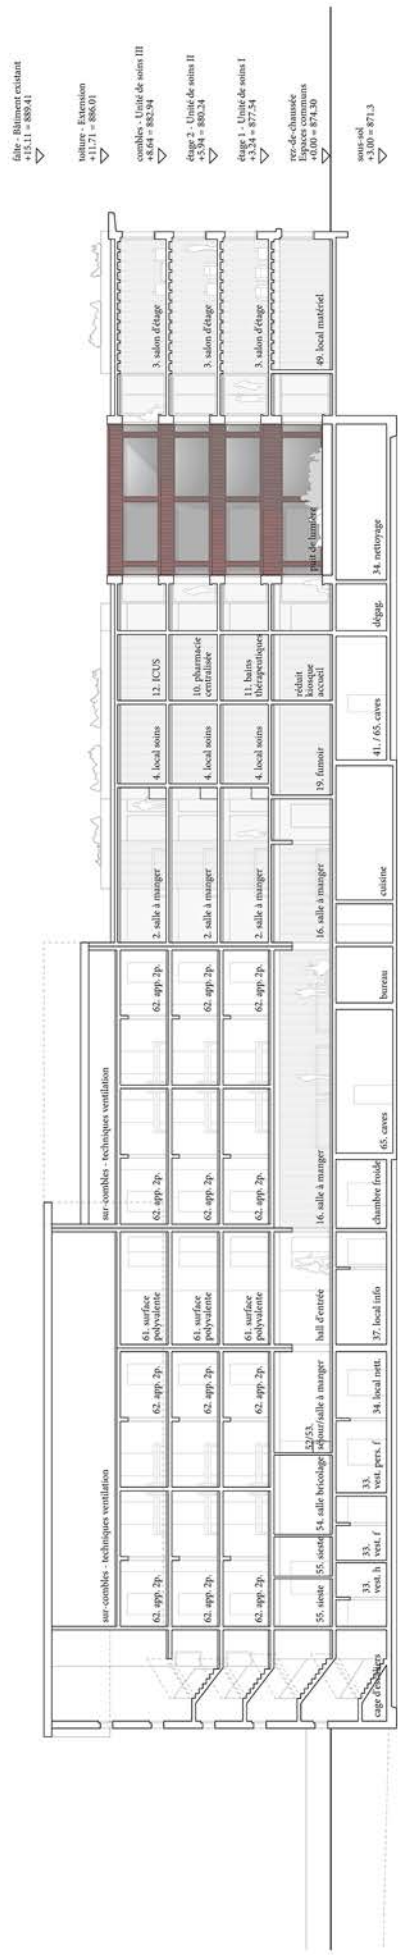 faîte - Bâtiment existant
+15.11 = 889.41
toiture - Extension
+11.71 = 886.01
combles - Unité de soins III
+8.64 = 882.94
étage 2 - Unité de soins II
+5.94 = 880.24
étage 1 - Unité de soins I
+3.24 = 877.54
rez-de-chaussée
Espaces communs
+0.00 = 874.30
sous-sol
+3.00 = 871.3
sur-combles - techniques ventilation
sur-combles - techniques ventilation
62. app. 2p.
62. app. 2p.
61. surface
polyvalente
62. app. 2p.
62. app. 2p.
2. salle à manger
4. local soins
12. ICUS
3. salon d'étage
62. app. 2p.
62. app. 2p.
61. surface
polyvalente
62. app. 2p.
62. app. 2p.
2. salle à manger
4. local soins
10. pharmacie
centralisée
3. salon d'étage
62. app. 2p.
62. app. 2p.
61. surface
polyvalente
62. app. 2p.
62. app. 2p.
2. salle à manger
4. local soins
11. bains
thérapeutiques
3. salon d'étage
55. sieste
55. sieste
54. salle bricolage
52/53.
séjour/salle à manger
hall d'entrée
16. salle à manger
16. salle à manger
19. fumoir
réduit
kiosque
accueil
puit de lumière
49. local matériel
cage d'escaliers
33.
vest. h
33.
vest. f
33.
vest. pers. f
34. local nett.
37. local info
chambre froide
65. caves
bureau
cuisine
41. / 65. caves
dégag.
34. nettoyage